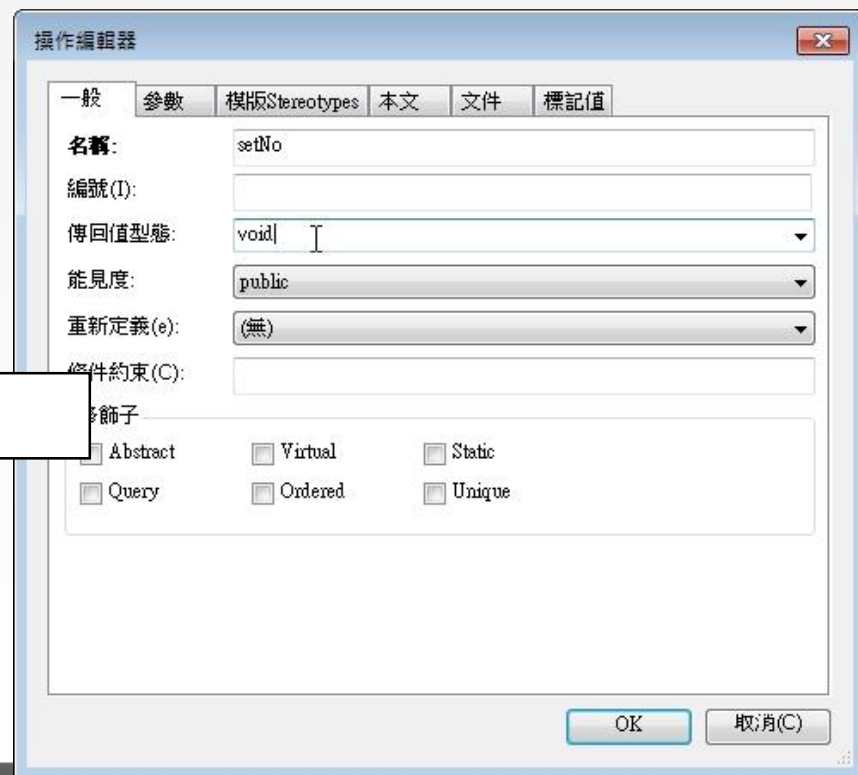 操作編輯器
一般 參數 模版Stereotypes 本文 文件 標記值
名稱: setNo
編號(I):
傳回值型態: void
能見度: public
重新定義(e): (無)
條件約束(C):
修飾子
Abstract Virtual Static
Query Ordered Unique
OK 取消(C)